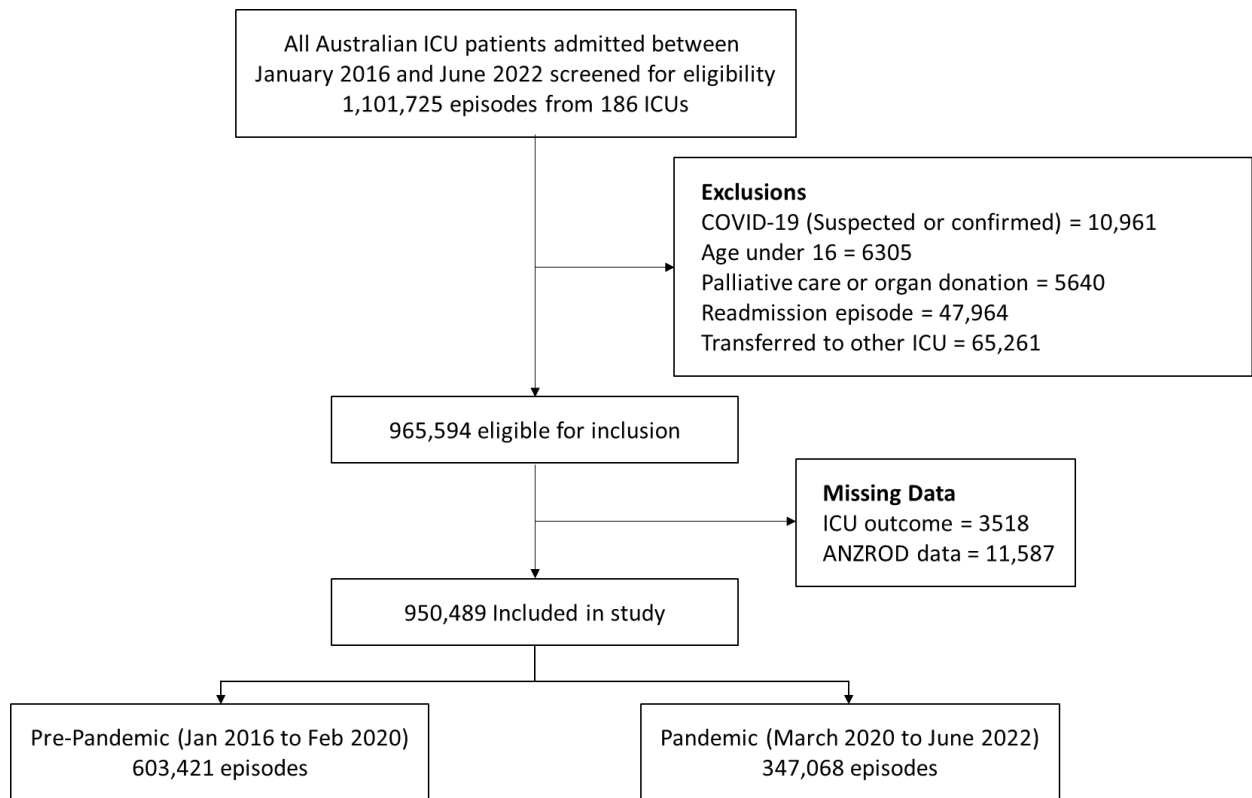 All Australian ICU patients admitted between
January 2016 and June 2022 screened for eligibility
1,101,725 episodes from 186 ICUs
Exclusions
COVID-19 (Suspected or confirmed) = 10,961
Age under 16 = 6305
Palliative care or organ donation = 5640
Readmission episode = 47,964
Transferred to other ICU = 65,261
965,594 eligible for inclusion
Missing Data
ICU outcome = 3518
ANZROD data = 11,587
950,489 Included in study
Pre-Pandemic (Jan 2016 to Feb 2020)
603,421 episodes
Pandemic (March 2020 to June 2022)
347,068 episodes